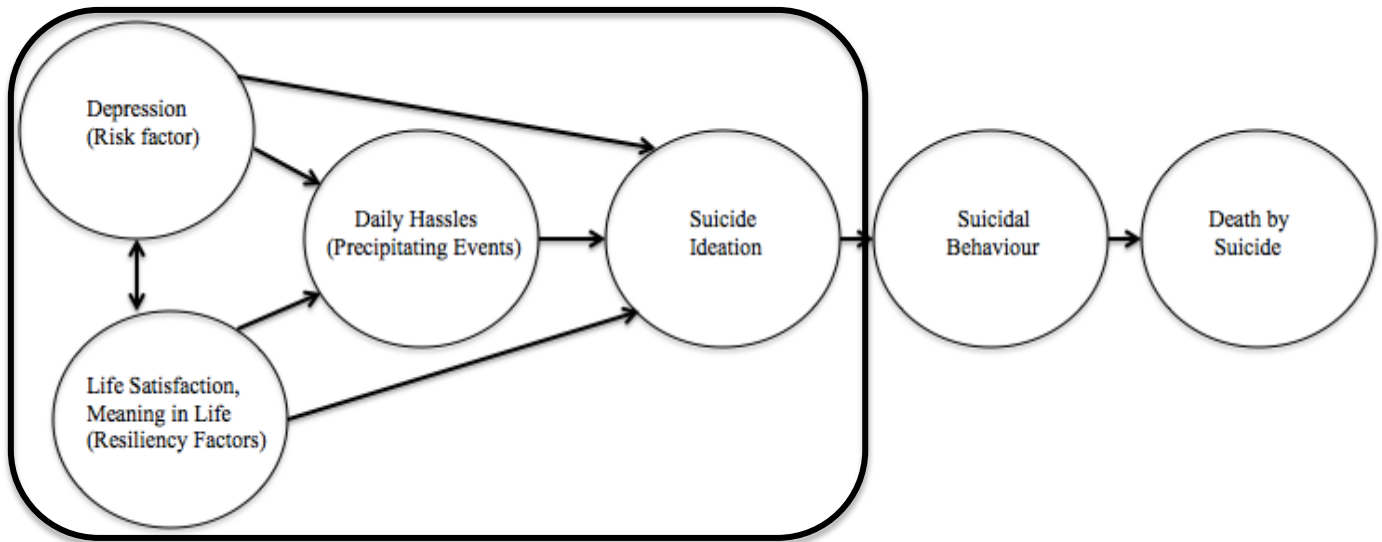 Depression
(Risk factor)
Daily Hassles
(Precipitating Events)
Suicide
Ideation
Suicidal
Behaviour
Death by
Suicide
Life Satisfaction,
Meaning in Life
(Resiliency Factors)